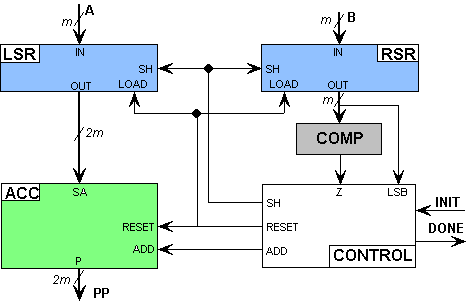 m A
m B
LSR IN
IN RSR
SH
SH
OUT LOAD
LOAD OUT
m
2m
COMP
ACC SA
Z LSB
SH
INIT
RESET
RESET
DONE
ADD
ADD
P
CONTROL
2m PP